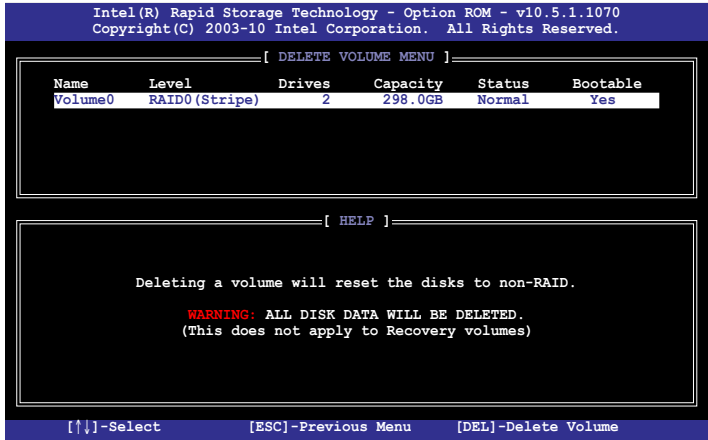 Intel(R) Rapid Storage Technology - Option ROM - v10.5.1.1070
Copyright(C) 2003-10 Intel Corporation. All Rights Reserved.
[ DELETE VOLUME MENU ]
Name Level Drives Capacity Status Bootable
Volume0 RAID0(Stripe) 2 298.0GB Normal Yes
[ HELP ]
Deleting a volume will reset the disks to non-RAID.
WARNING: ALL DISK DATA WILL BE DELETED.
(This does not apply to Recovery volumes)
[↑↓]-Select [ESC]-Previous Menu [DEL]-Delete Volume